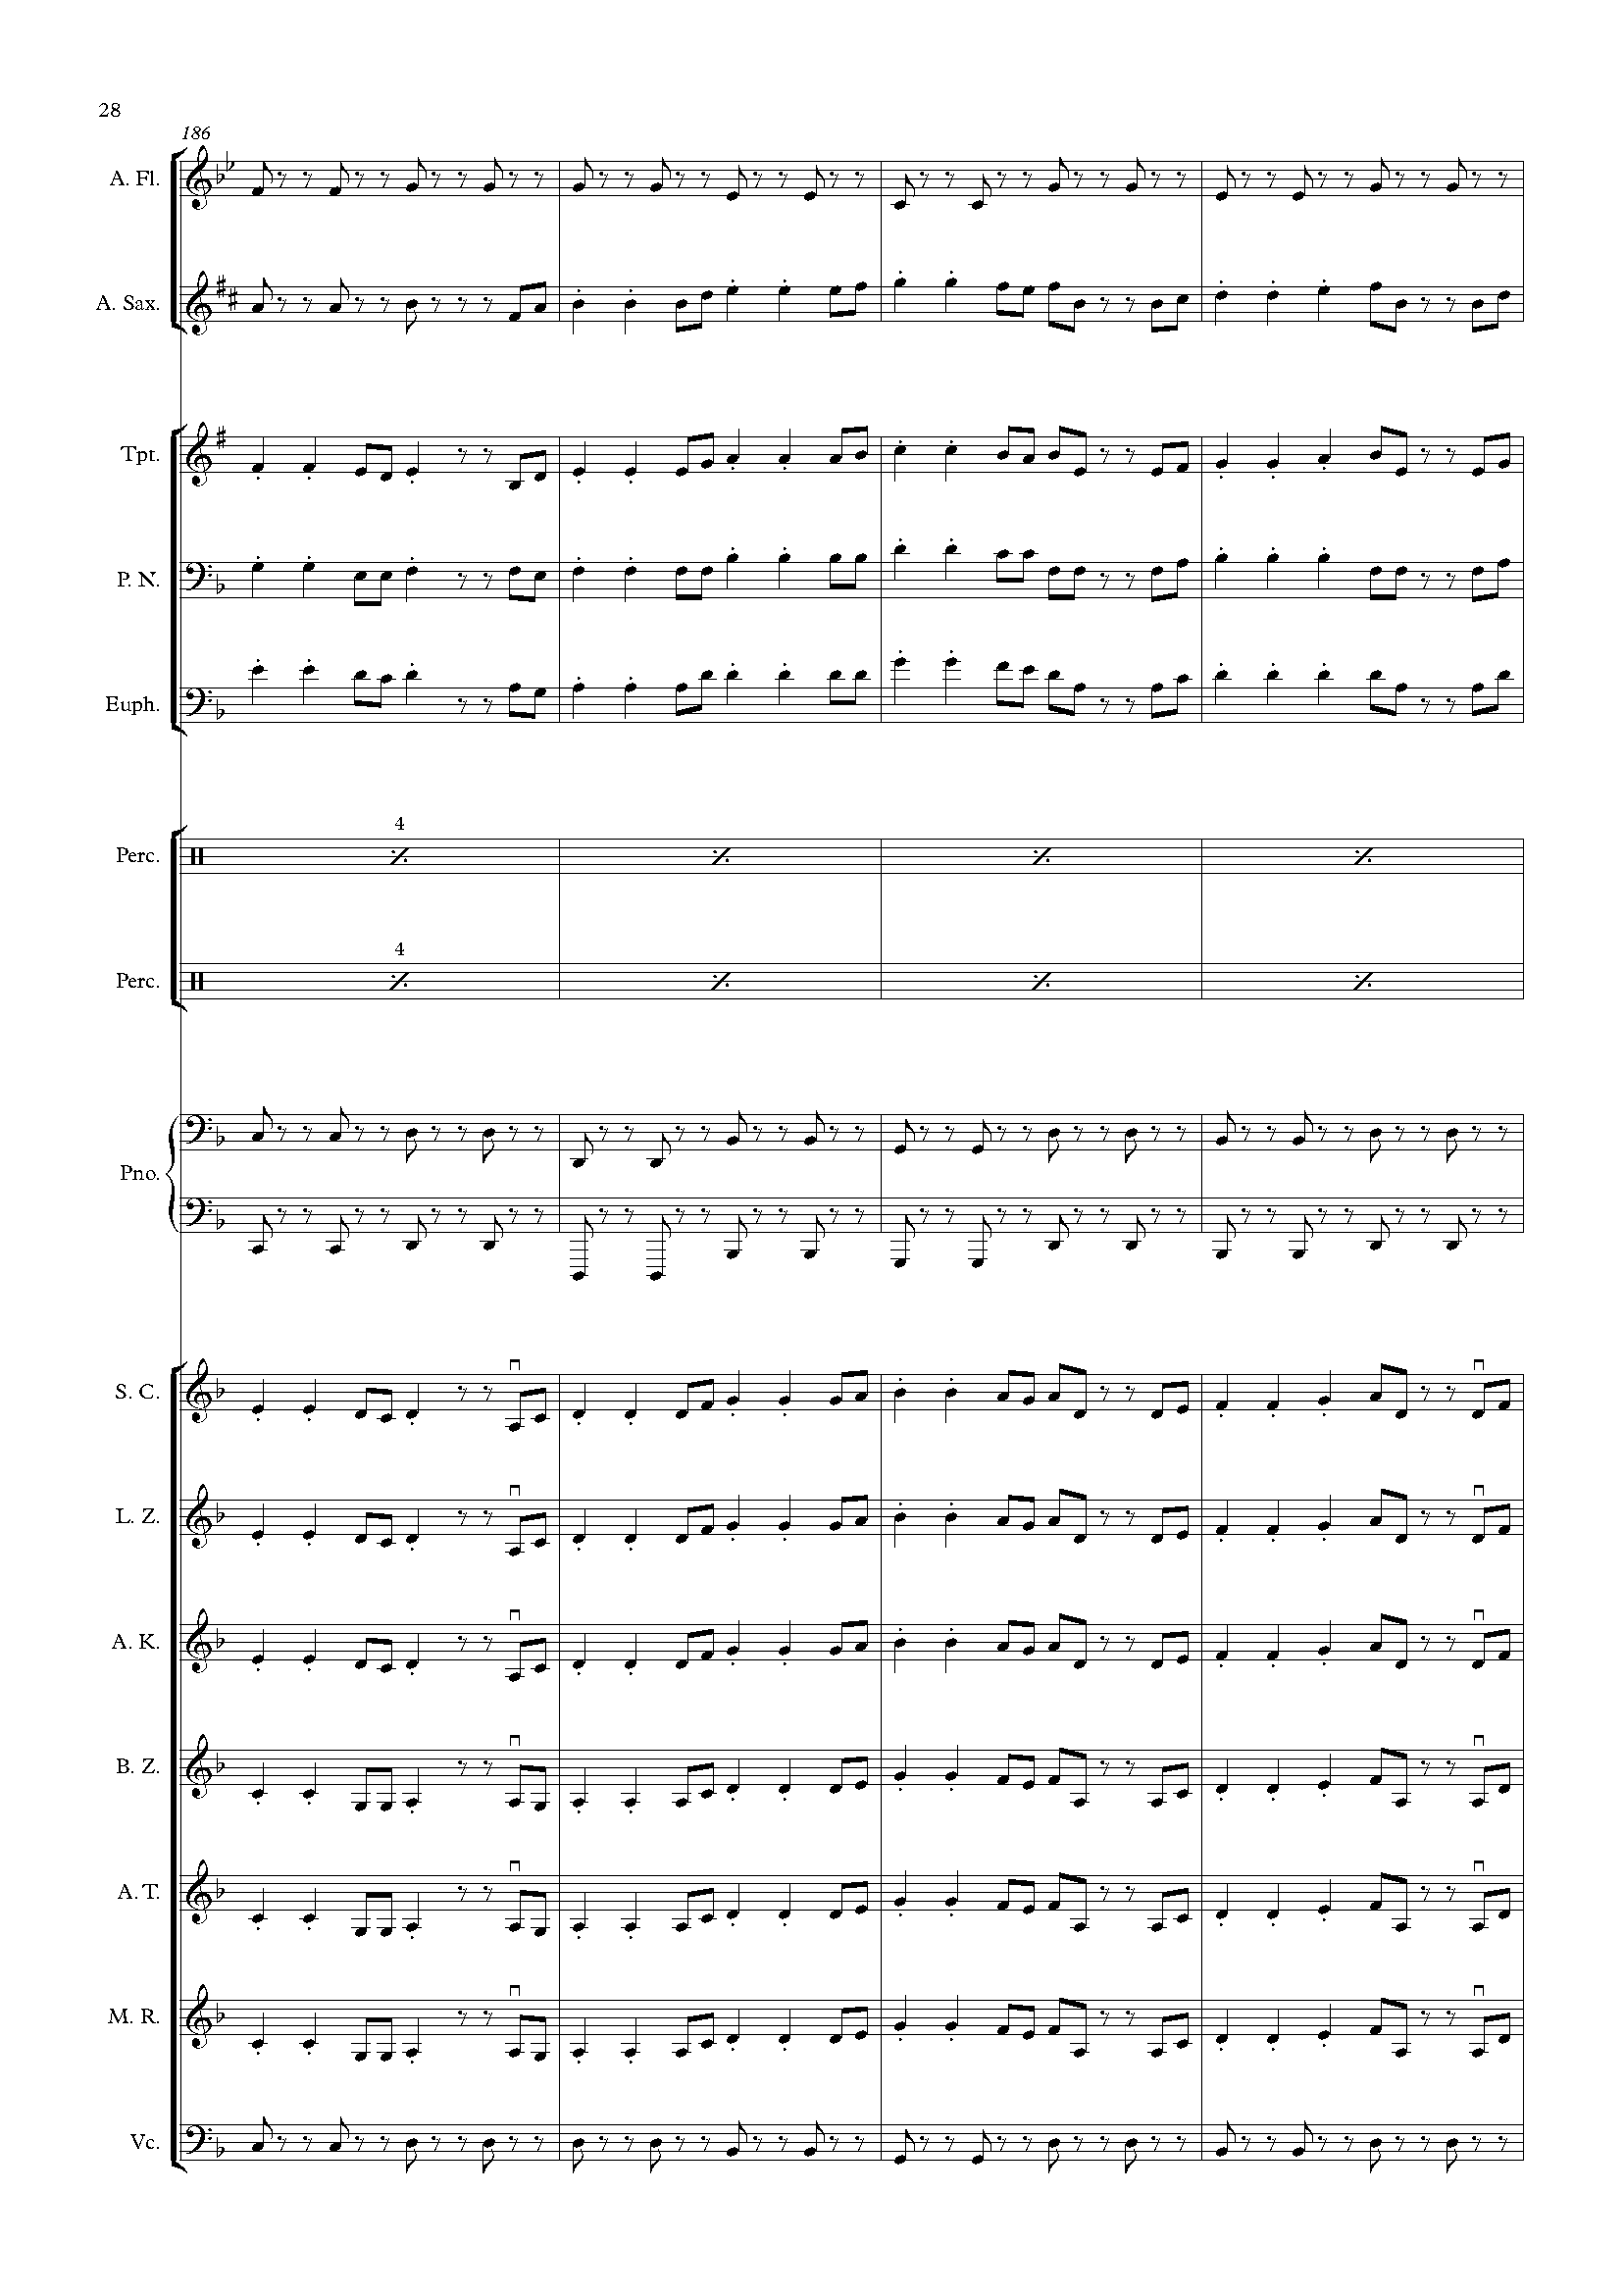 28
186
A. Fl.
A. Sax.
Tpt.
P. N.
Euph.
4
Perc.
4
Perc.
Pno.
S. C.
L. Z.
A. K.
B. Z.
A. T.
M. R.
Vc.